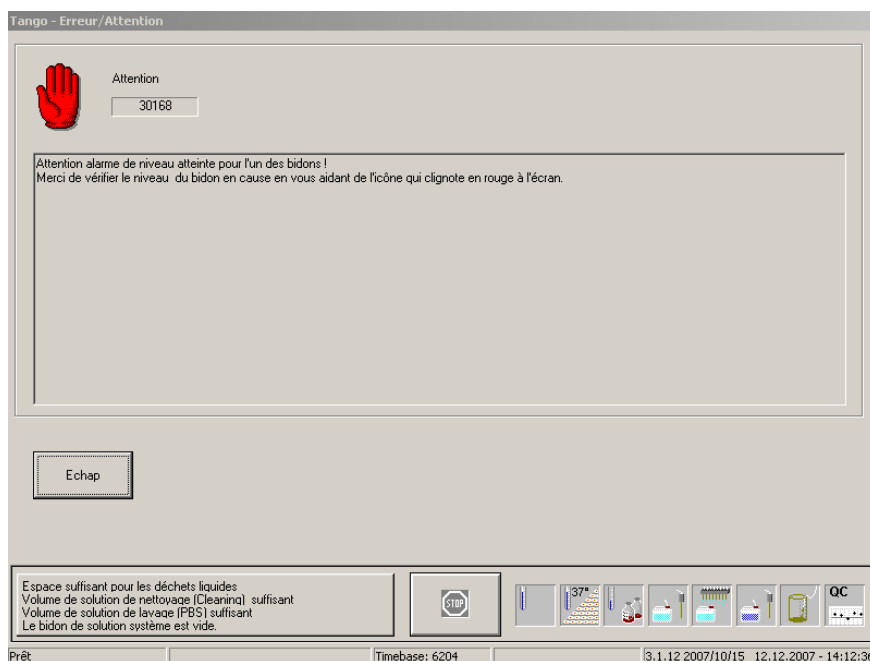 Tango - Erreur/Attention
Attention
30168
Attention alarme de niveau atteinte pour l'un des bidons !
Merci de vérifier le niveau  du bidon en cause en vous aidant de l'icône qui clignote en rouge à l'écran.
Echap
Espace suffisant pour les déchets liquides
Volume de solution de nettoyage (Cleaning)  suffisant
Volume de solution de lavage (PBS) suffisant
Le bidon de solution système est vide.
STOP
37°
QC
Prêt
Timebase: 6204
3.1.12 2007/10/15   12.12.2007 - 14:12:36